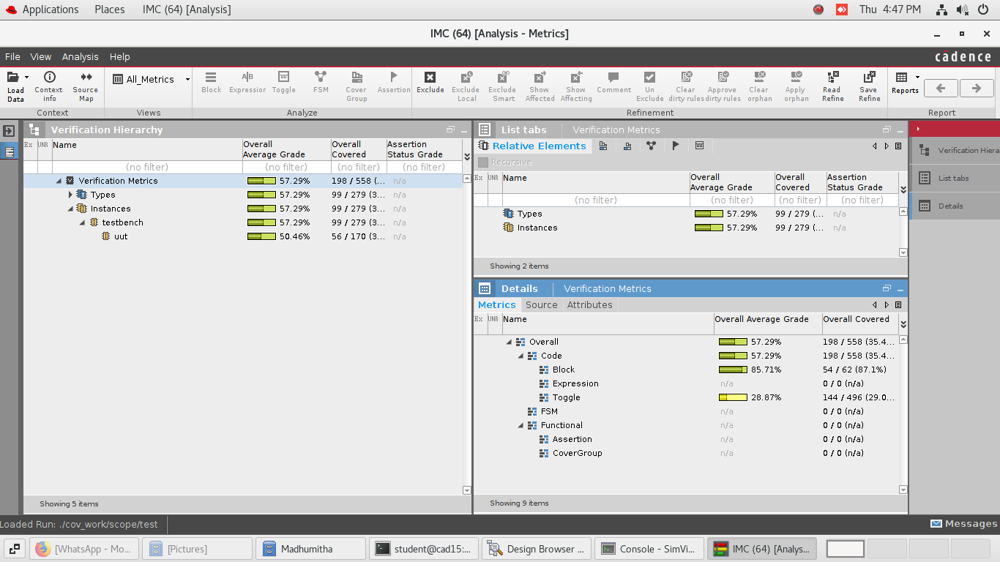 Applications Places IMC (64) [Analysis] Thu 4:47 PM
IMC (64) [Analysis - Metrics]
File View Analysis Help cādence
Load Data Context info Source Map All_Metrics Block Expression Toggle FSM Cover Group Assertion Exclude Exclude Local Exclude Smart Show Affected Show Affecting Comment Un Exclude Clear dirty rules Approve dirty rules Clear orphan Apply orphan Read Refine Save Refine Reports
Context Views Analyze Refinement Report
Verification Hierarchy
Ex UNR Name Overall Average Grade Overall Covered Assertion Status Grade
(no filter) (no filter) (no filter) (no filter)
Verification Metrics 57.29% 198 / 558 (... n/a
Types 57.29% 99 / 279 (3... n/a
Instances 57.29% 99 / 279 (3... n/a
testbench 57.29% 99 / 279 (3... n/a
uut 50.46% 56 / 170 (3... n/a
Showing 5 items
List tabs Verification Metrics
Relative Elements
Recursive
Ex UNR Name Overall Average Grade Overall Covered Assertion Status Grade
(no filter) (no filter) (no filter) (no filter)
Types 57.29% 99 / 279 (... n/a
Instances 57.29% 99 / 279 (... n/a
Showing 2 items
Details Verification Metrics
Metrics Source Attributes
Ex UNR Name Overall Average Grade Overall Covered
Overall 57.29% 198 / 558 (35.4...
Code 57.29% 198 / 558 (35.4...
Block 85.71% 54 / 62 (87.1%)
Expression n/a 0 / 0 (n/a)
Toggle 28.87% 144 / 496 (29.0...
FSM n/a 0 / 0 (n/a)
Functional n/a 0 / 0 (n/a)
Assertion n/a 0 / 0 (n/a)
CoverGroup n/a 0 / 0 (n/a)
Showing 9 items
Verification Hiera
List tabs
Details
Loaded Run: ./cov_work/scope/test Messages
[WhatsApp - Mo... [Pictures] Madhumitha student@cad15:... Design Browser ... Console - SimVi... IMC (64) [Analys...